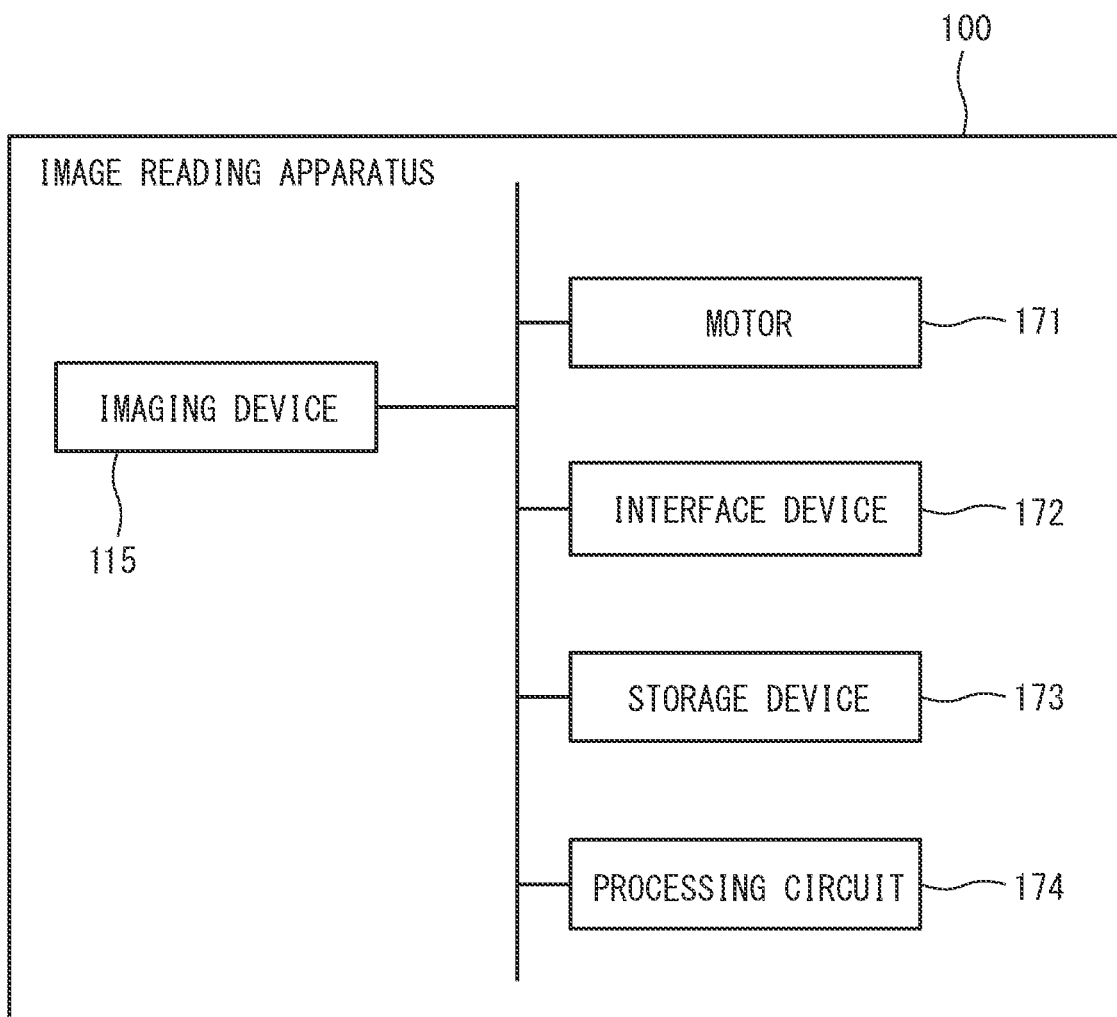 100
IMAGE READING APPARATUS
MOTOR
171
IMAGING DEVICE
115
INTERFACE DEVICE
172
STORAGE DEVICE
173
PROCESSING CIRCUIT
174